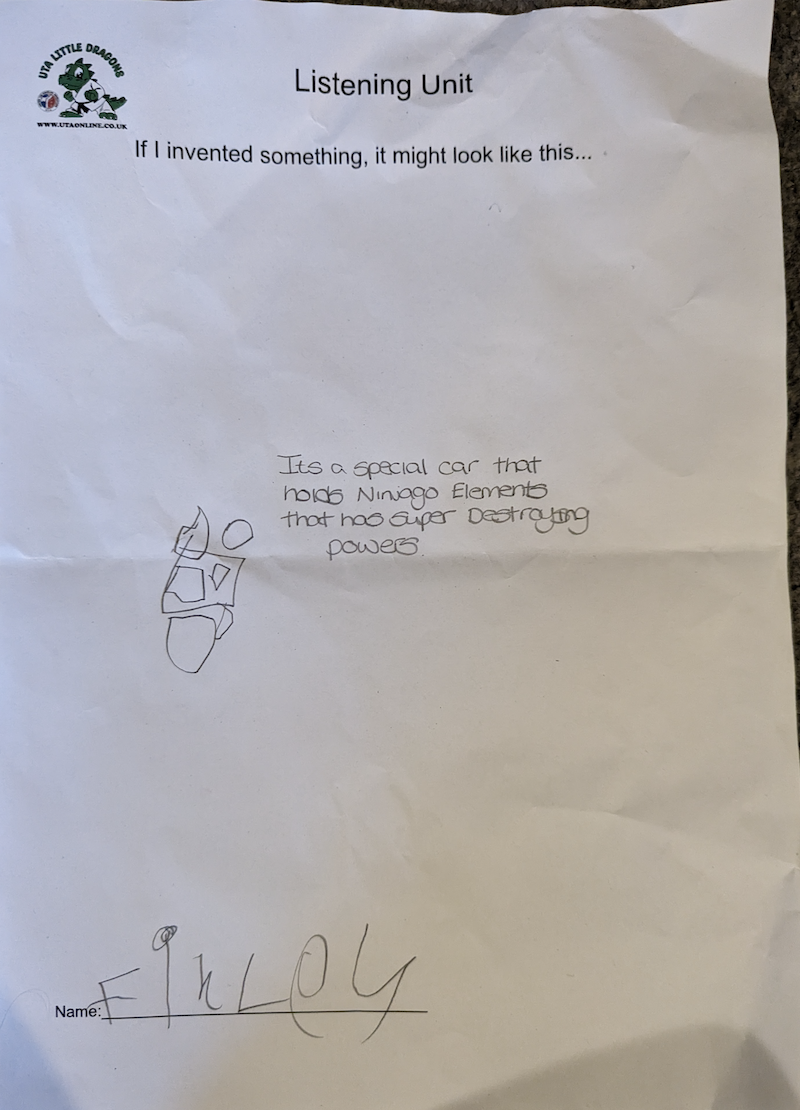 UTA LITTLE DRAGONS
WWW.UTAONLINE.CO.UK
Listening Unit
If I invented something, it might look like this...
Its a special car that
holds Ninjago Elements
that has super Destroying
powers.
Name: FinLey